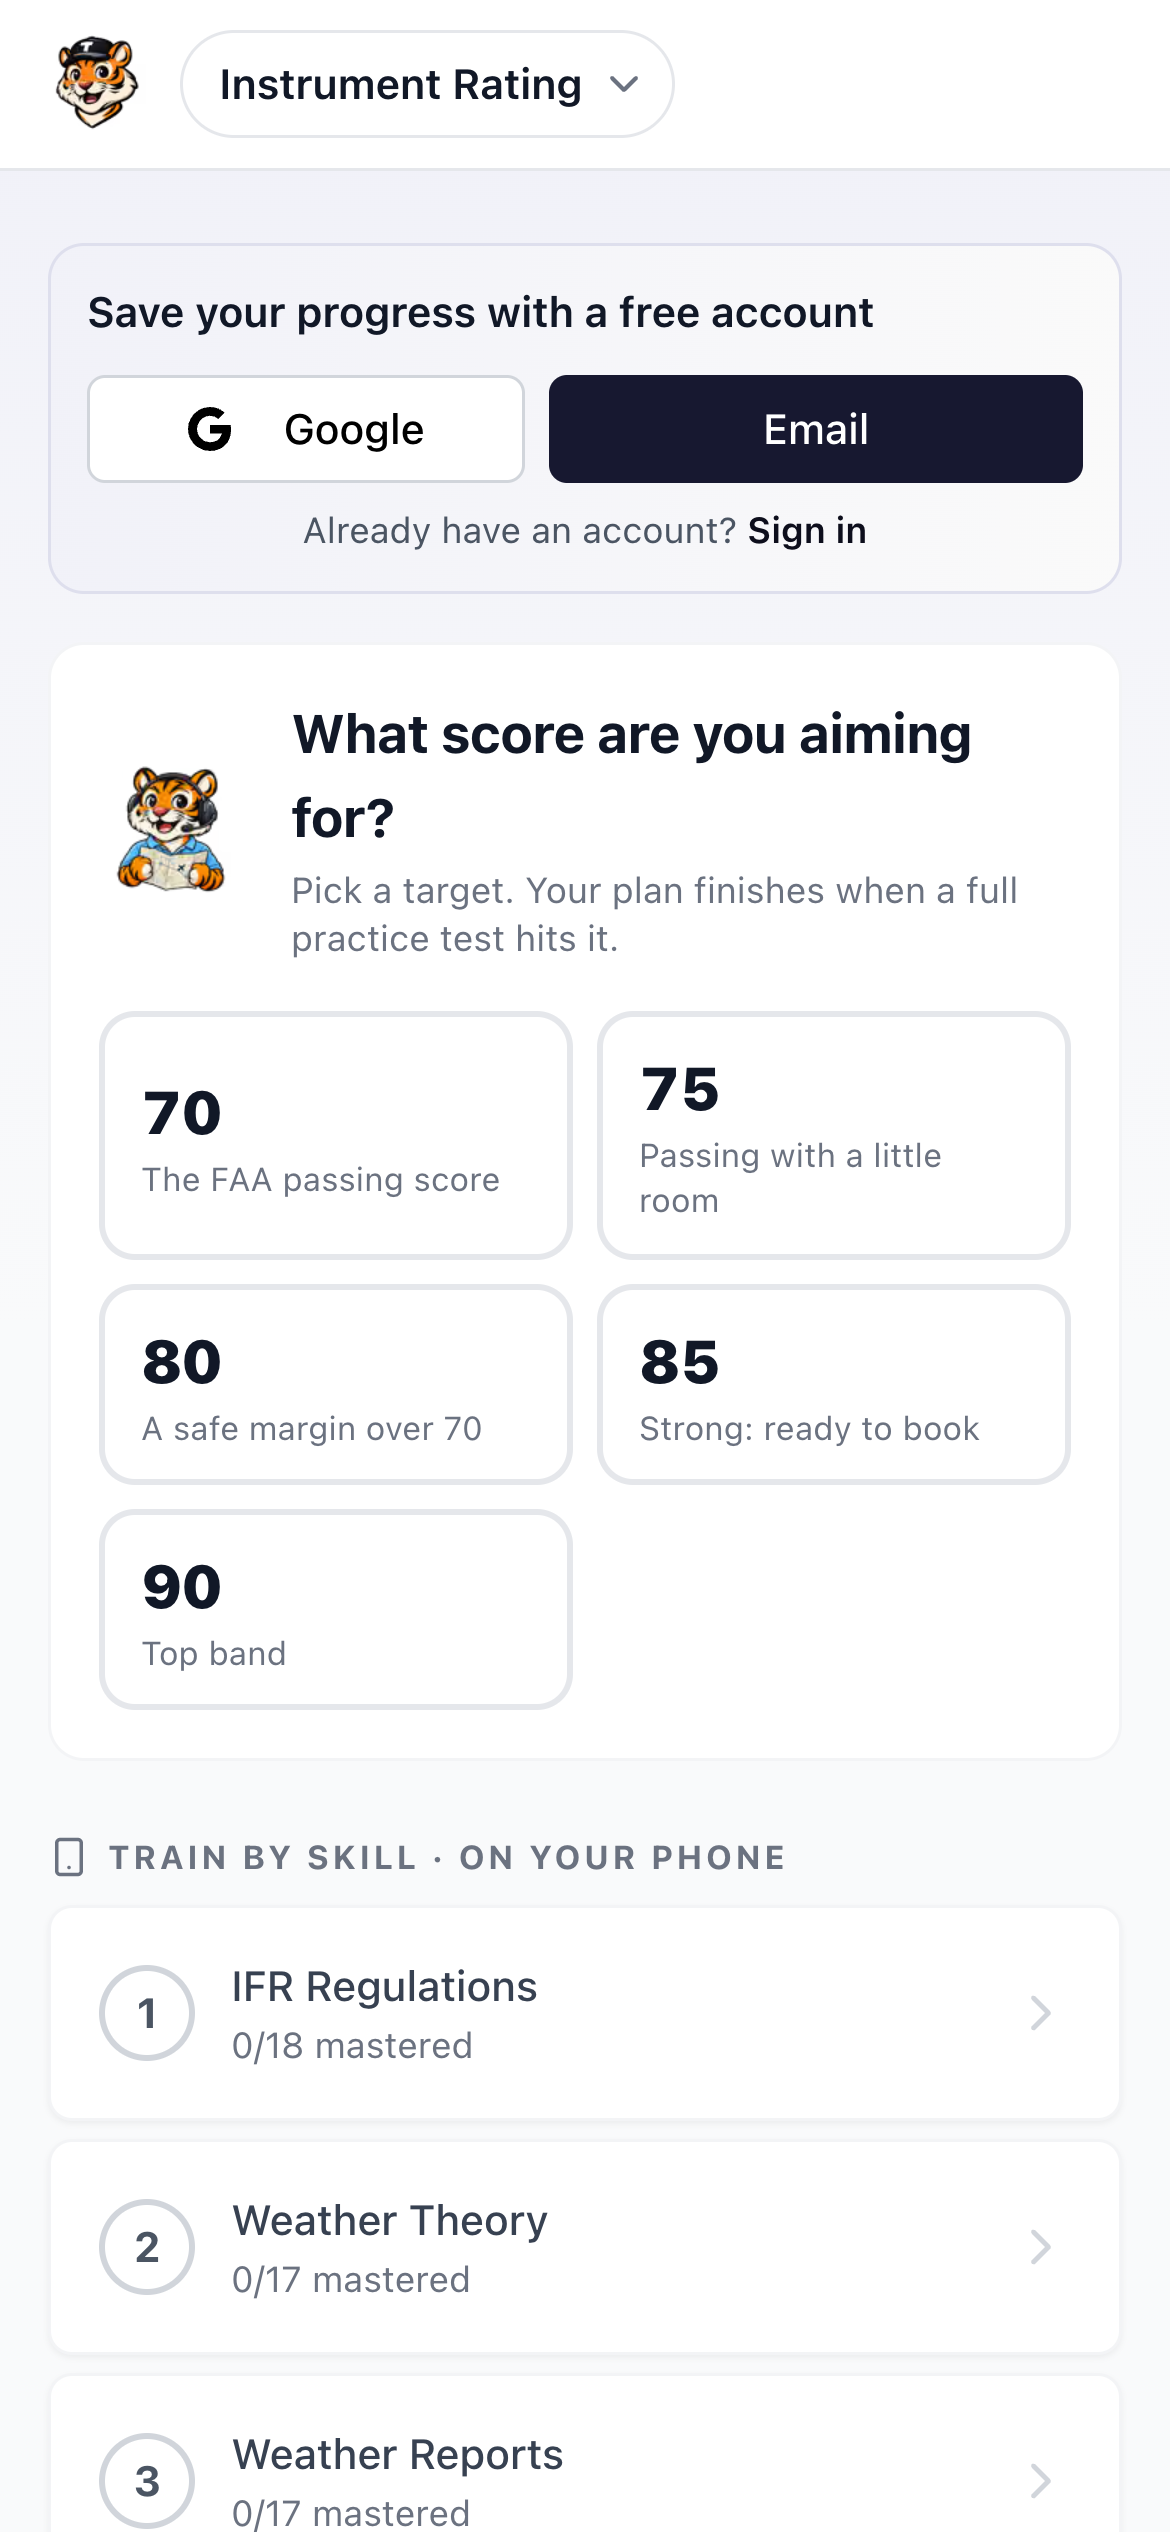 T
Instrument Rating
Save your progress with a free account
Google
Email
Already have an account? Sign in
What score are you aiming
for?
Pick a target. Your plan finishes when a full
practice test hits it.
70
The FAA passing score
75
Passing with a little
room
80
A safe margin over 70
85
Strong: ready to book
90
Top band
TRAIN BY SKILL · ON YOUR PHONE
1
IFR Regulations
0/18 mastered
2
Weather Theory
0/17 mastered
3
Weather Reports
0/17 mastered